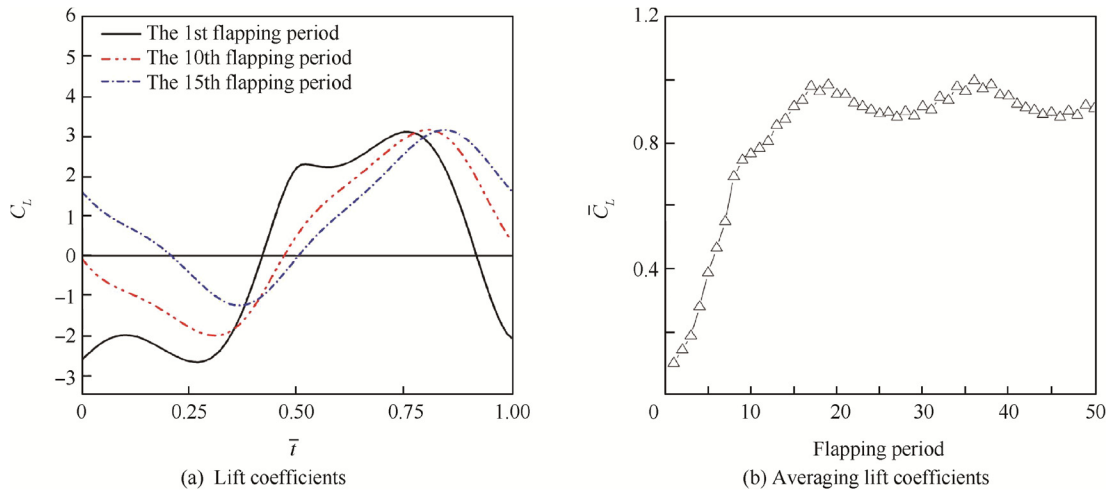 6
5
4
3
2
1
0
−1
−2
−3
C_L
The 1st flapping period
The 10th flapping period
The 15th flapping period
0 0.25 0.50 0.75 1.00
t̅
(a) Lift coefficients
1.2
0.8
0.4
C̅_L
0 10 20 30 40 50
Flapping period
(b) Averaging lift coefficients